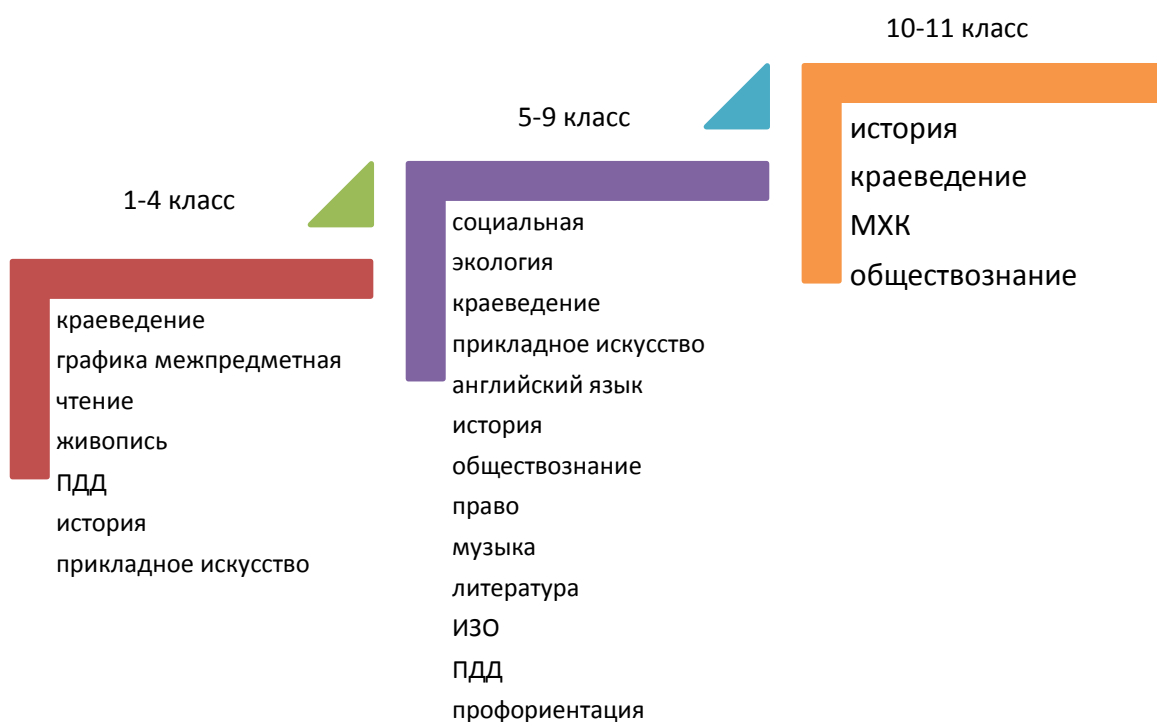 1-4 класс
краеведение
графика межпредметная
чтение
живопись
ПДД
история
прикладное искусство
5-9 класс
социальная
экология
краеведение
прикладное искусство
английский язык
история
обществознание
право
музыка
литература
ИЗО
ПДД
профориентация
10-11 класс
история
краеведение
МХК
обществознание